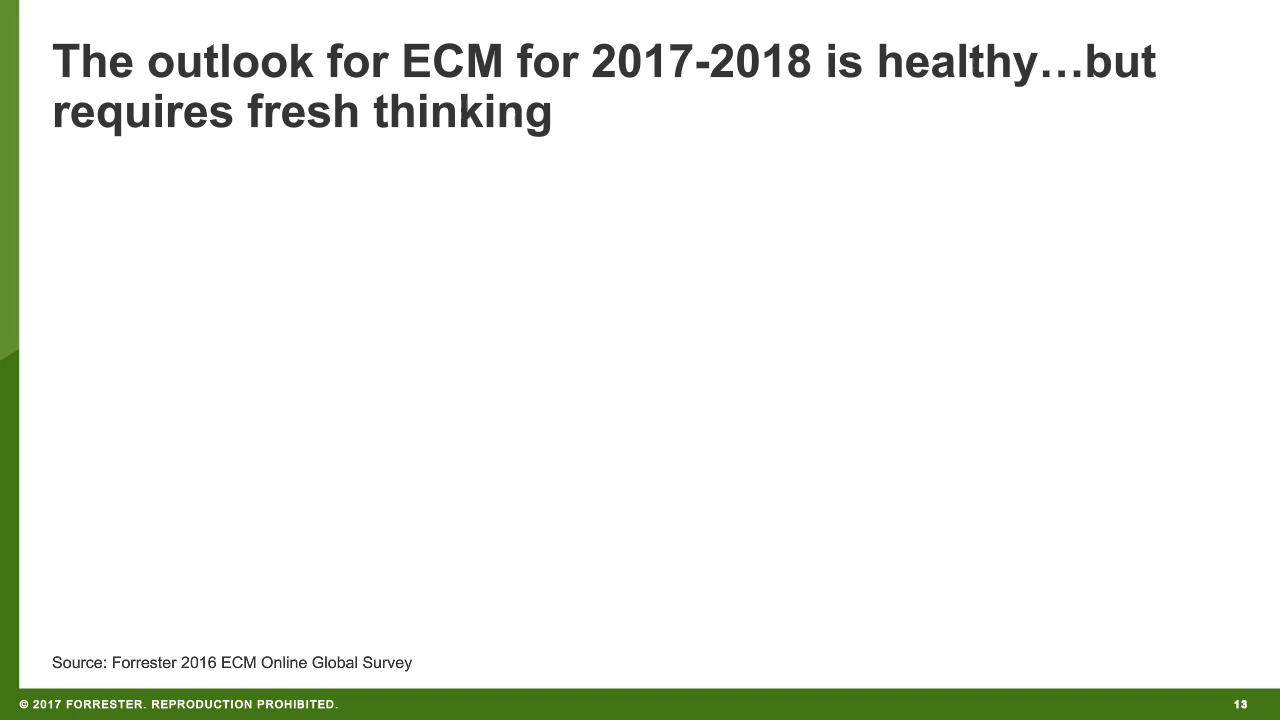 The outlook for ECM for 2017-2018 is healthy…but
requires fresh thinking
Source: Forrester 2016 ECM Online Global Survey
© 2017 FORRESTER. REPRODUCTION PROHIBITED.
13